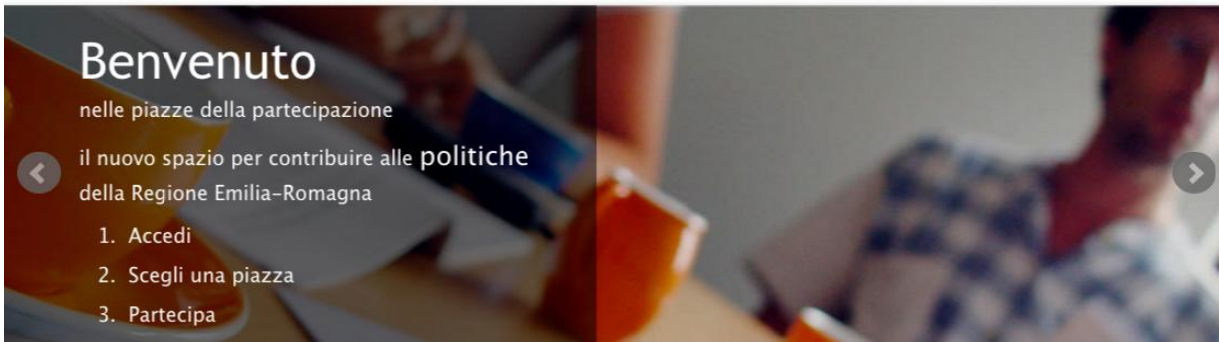 Benvenuto
nelle piazze della partecipazione
il nuovo spazio per contribuire alle politiche
della Regione Emilia-Romagna
1. Accedi
2. Scegli una piazza
3. Partecipa